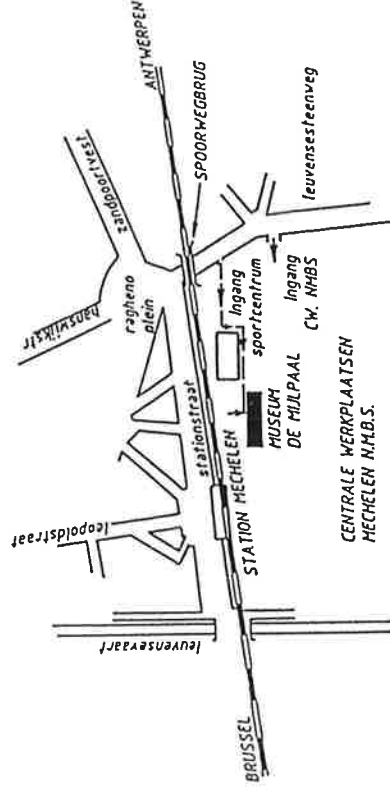 ANTWERPEN
zandpoortvest
SPOORWEGBRUG
hanswijkstr
ragheno
plein
leuvensesteenweg
Ingang
sportcentrum
Ingang
CW. NMBS
stationstraat
MUSEUM
DE MIJLPAAL
leopoldstraat
STATION MECHELEN
CENTRALE WERKPLAATSEN
MECHELEN N.M.B.S.
leuvensevaart
BRUSSEL